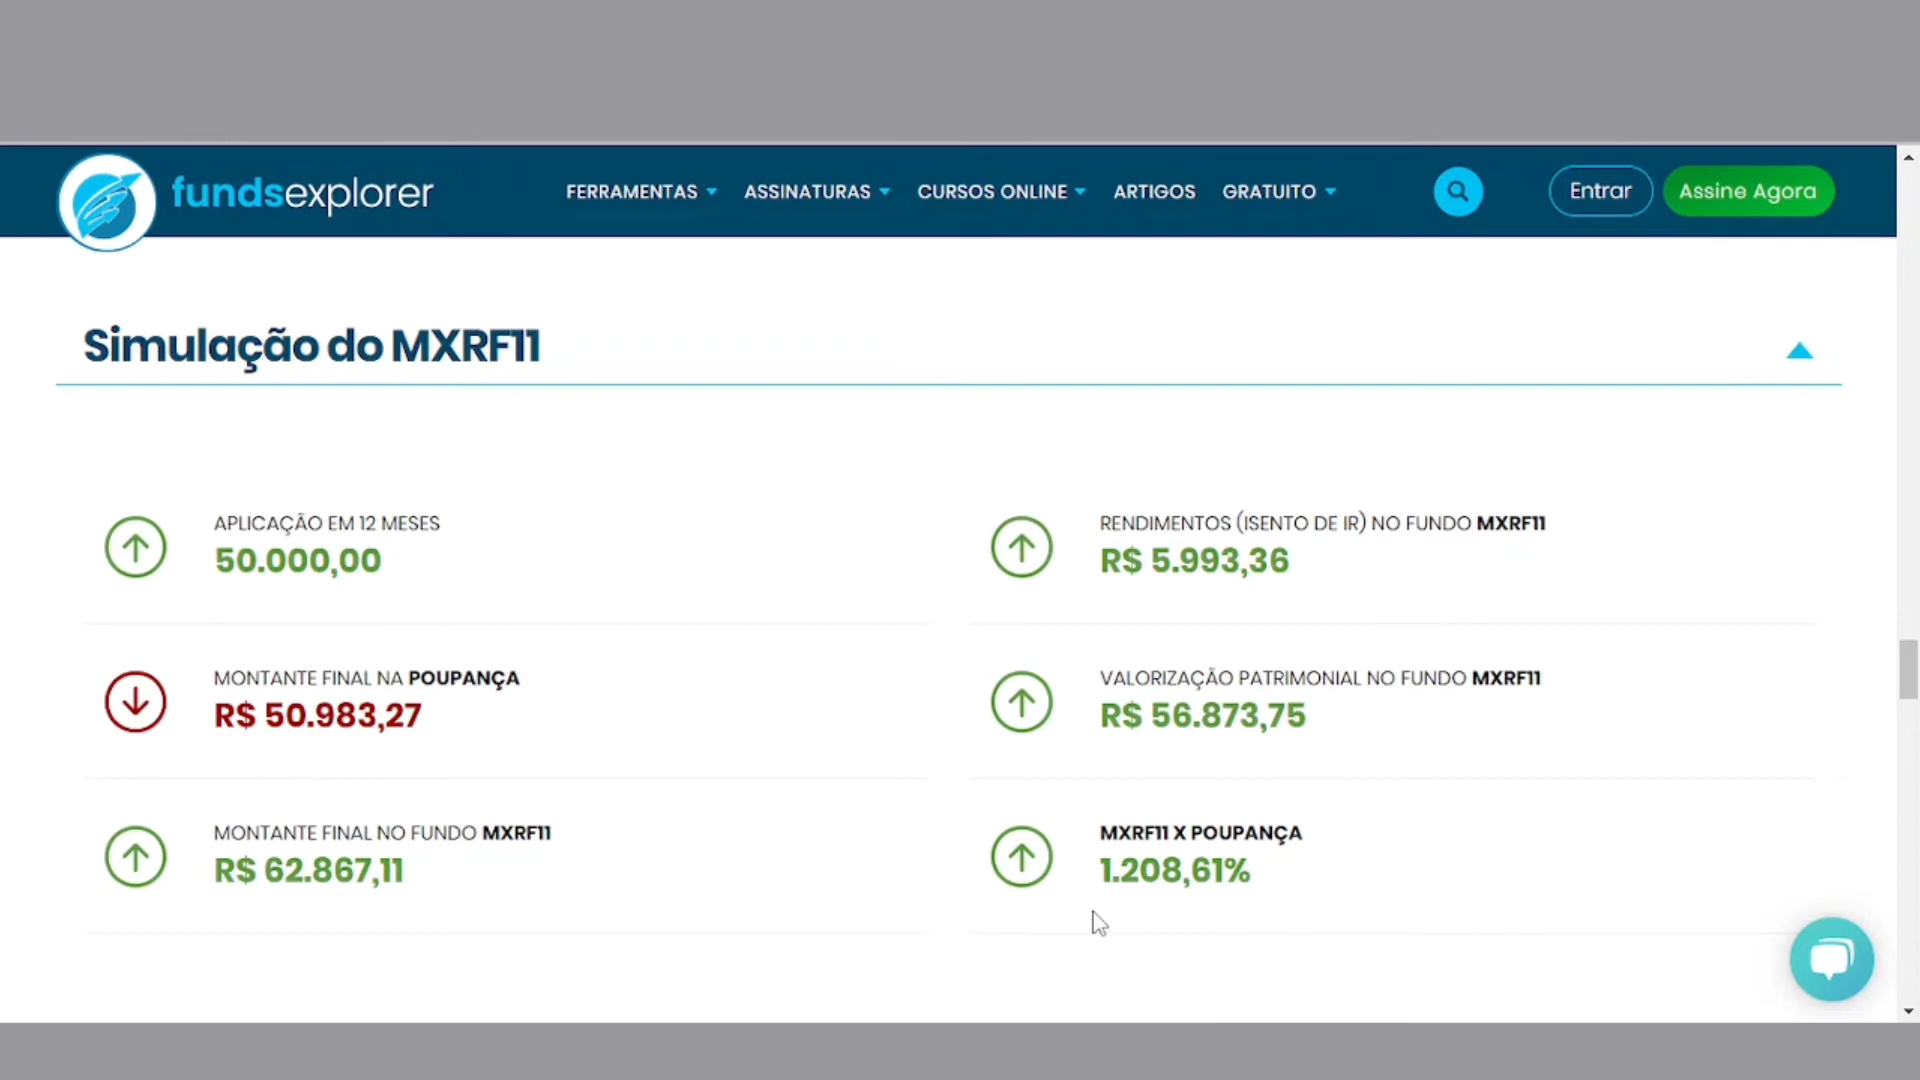 fundsexplorer
FERRAMENTAS
ASSINATURAS
CURSOS ONLINE
ARTIGOS
GRATUITO
Entrar
Assine Agora
Simulação do MXRF11
APLICAÇÃO EM 12 MESES
50.000,00
RENDIMENTOS (ISENTO DE IR) NO FUNDO MXRF11
R$ 5.993,36
MONTANTE FINAL NA POUPANÇA
R$ 50.983,27
VALORIZAÇÃO PATRIMONIAL NO FUNDO MXRF11
R$ 56.873,75
MONTANTE FINAL NO FUNDO MXRF11
R$ 62.867,11
MXRF11 X POUPANÇA
1.208,61%